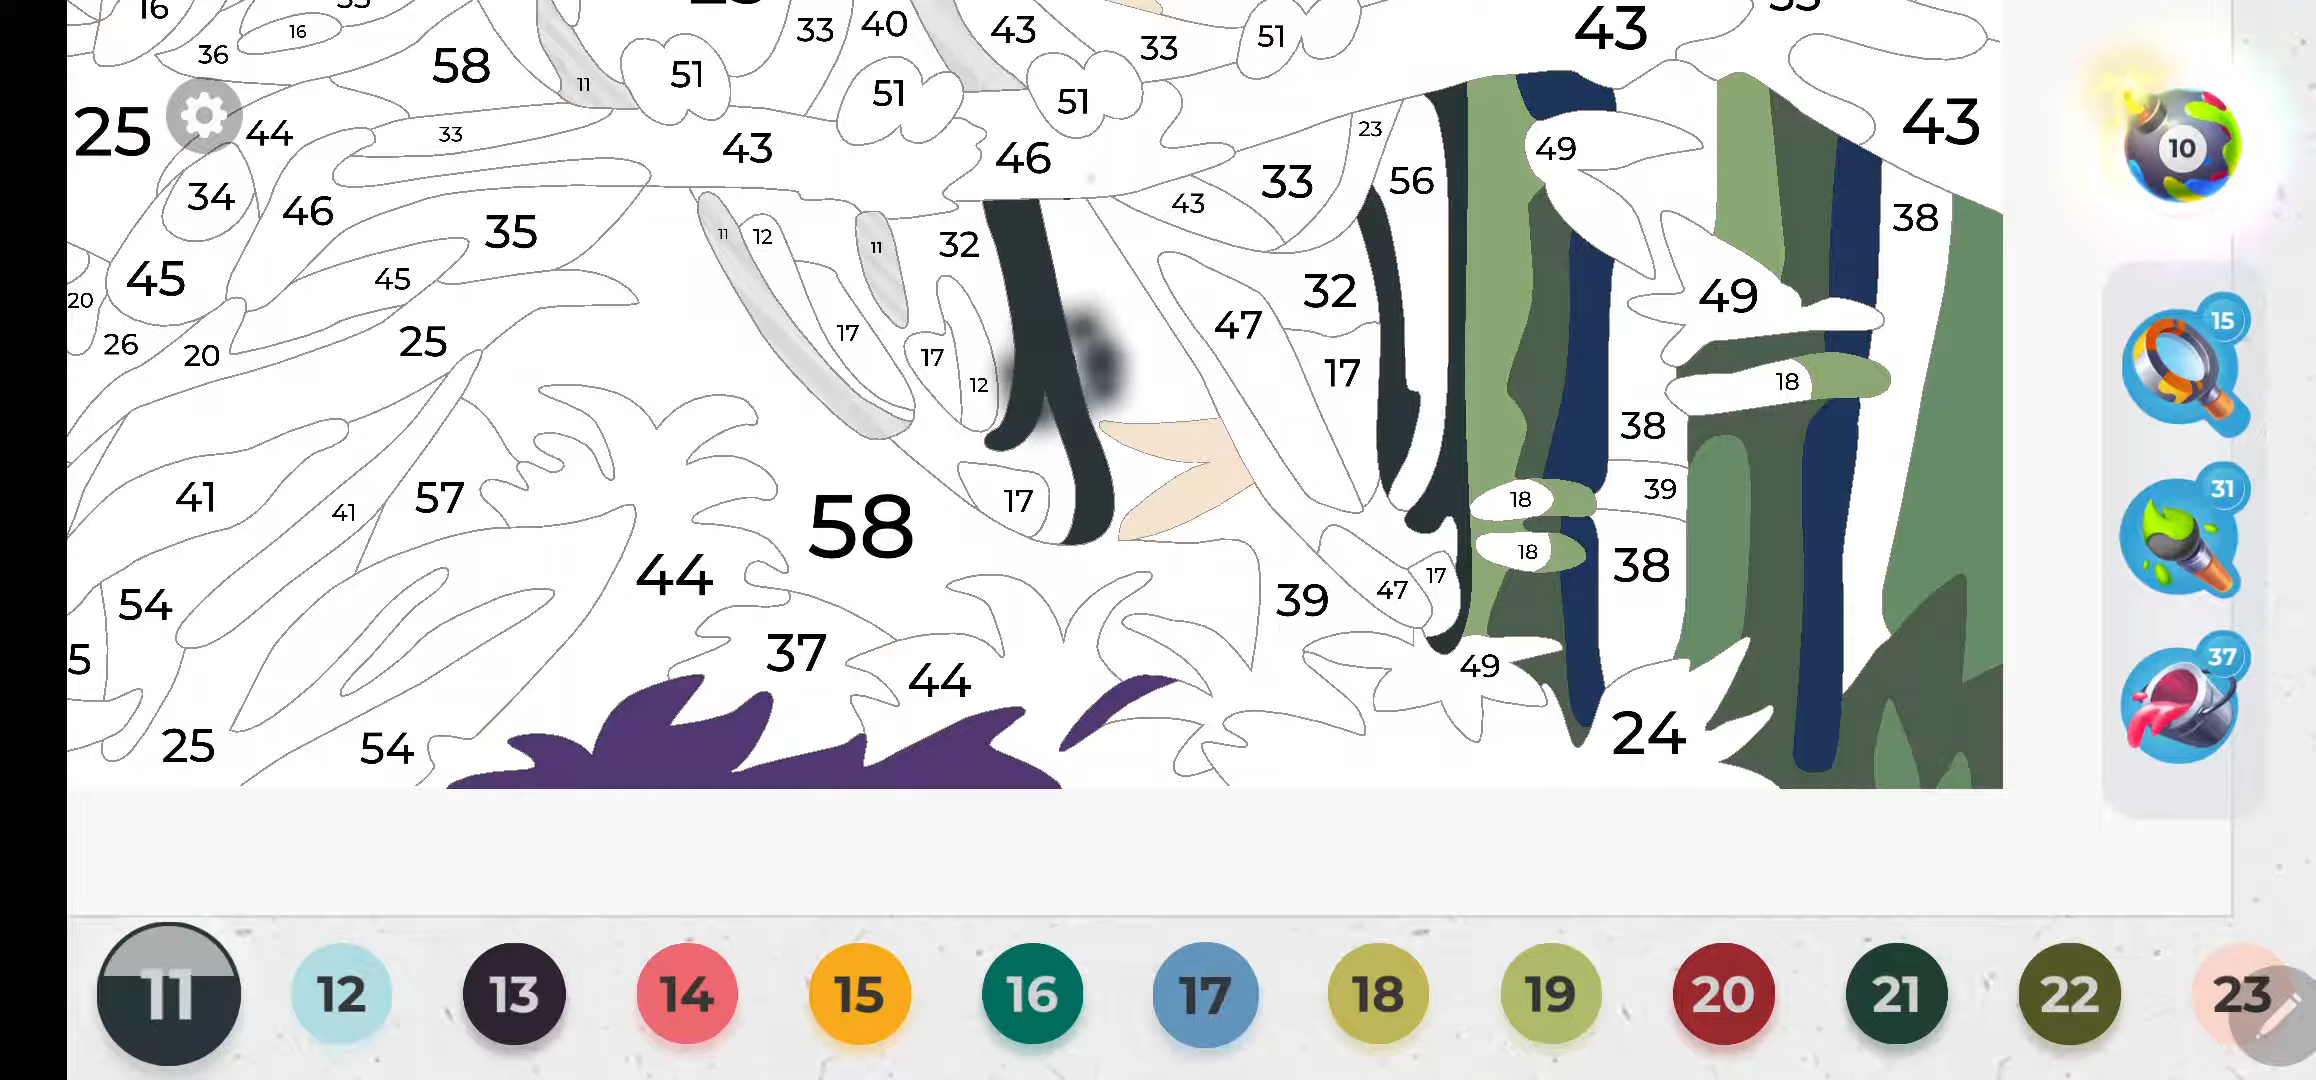 16 33 23 33 40 43 33 51 43 33
36 16 58 11 51 51 51
25 44 33 43 46 23 49 43 10
34 46 35 43 33 56 38
45 45 11 12 11 32 32 49
20 26 20 25 17 17 12 47 17 18 15
41 41 57 17 38 39 18 31
58 44 18 38
54 39 47 17
5 37 44 49 37
25 54 24
11 12 13 14 15 16 17 18 19 20 21 22 23